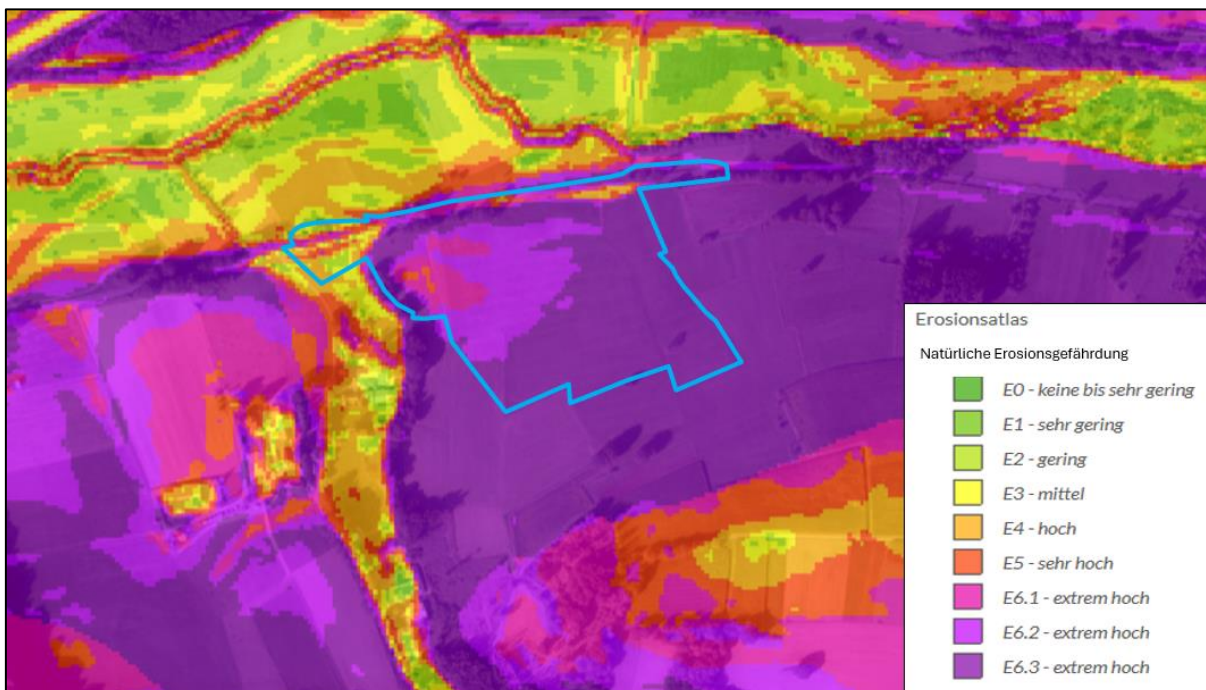 Erosionsatlas
Natürliche Erosionsgefährdung
E0 - keine bis sehr gering
E1 - sehr gering
E2 - gering
E3 - mittel
E4 - hoch
E5 - sehr hoch
E6.1 - extrem hoch
E6.2 - extrem hoch
E6.3 - extrem hoch